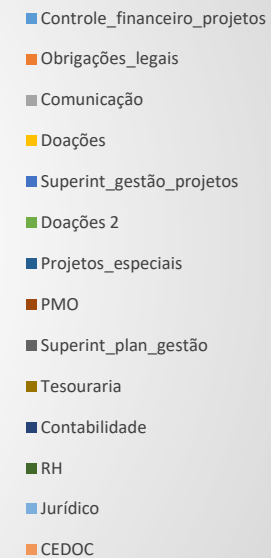 Controle_financeiro_projetos
Obrigações_legais
Comunicação
Doações
Superint_gestão_projetos
Doações 2
Projetos_especiais
PMO
Superint_plan_gestão
Tesouraria
Contabilidade
RH
Jurídico
CEDOC